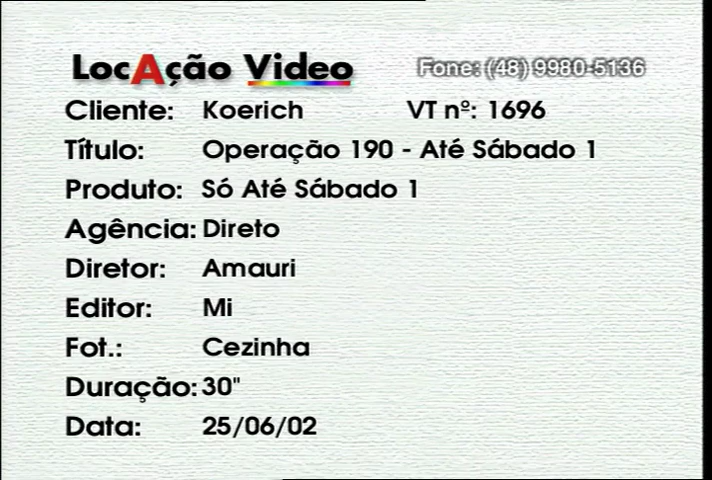 LocAção Video Fone: (48) 9980-5136
Cliente: Koerich VT nº: 1696
Título: Operação 190 - Até Sábado 1
Produto: Só Até Sábado 1
Agência: Direto
Diretor: Amauri
Editor: Mi
Fot.: Cezinha
Duração: 30"
Data: 25/06/02